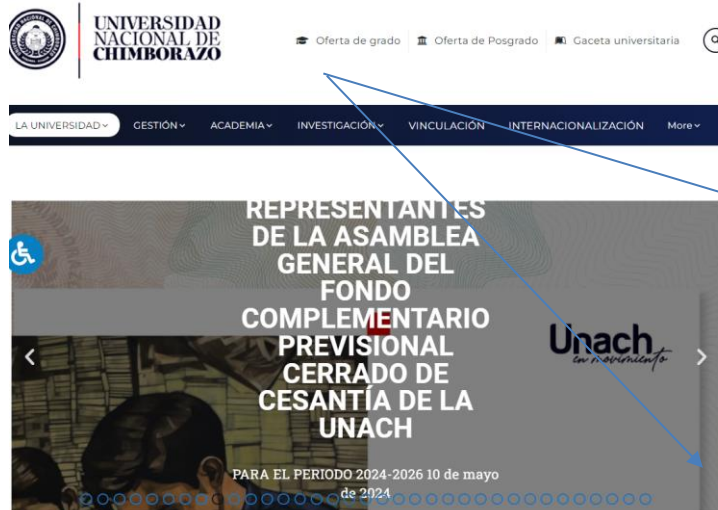 UNIVERSIDAD
NACIONAL DE
CHIMBORAZO
Oferta de grado
Oferta de Posgrado
Gaceta universitaria
LA UNIVERSIDAD
GESTIÓN
ACADEMIA
INVESTIGACIÓN
VINCULACIÓN
INTERNACIONALIZACIÓN
More
REPRESENTANTES
DE LA ASAMBLEA
GENERAL DEL
FONDO
COMPLEMENTARIO
PREVISIONAL
CERRADO DE
CESANTÍA DE LA
UNACH
Unach
en movimiento
PARA EL PERIODO 2024-2026 10 de mayo
de 2024